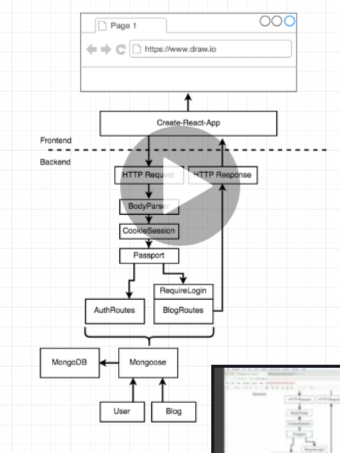 Page 1
https://www.draw.io
Create-React-App
Frontend
Backend
HTTP Request
HTTP Response
BodyParser
CookieSession
Passport
RequireLogin
AuthRoutes
BlogRoutes
MongoDB
Mongoose
User
Blog